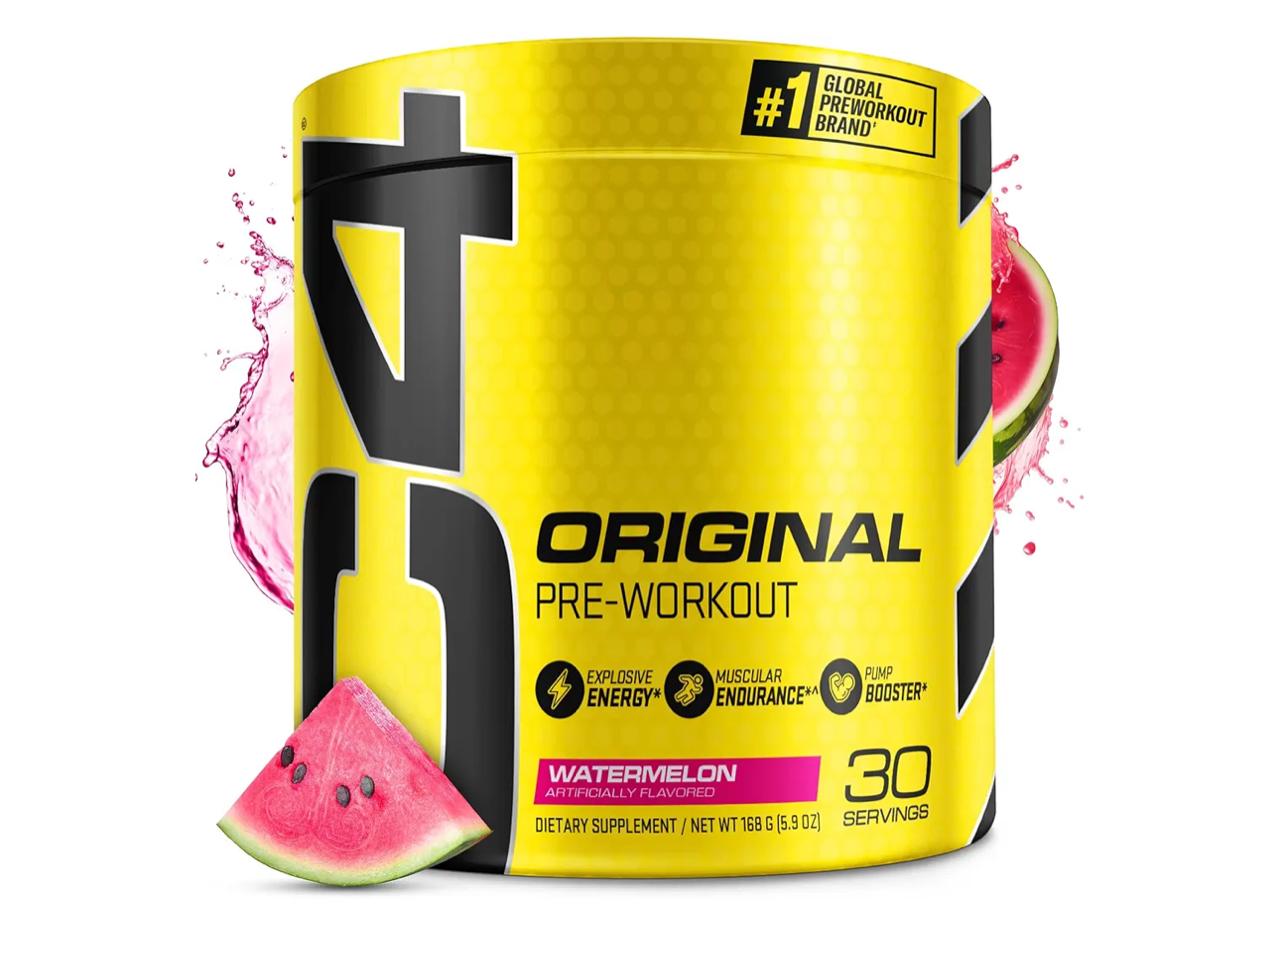 C4
#1
GLOBAL
PREWORKOUT
BRAND‡
ORIGINAL
PRE-WORKOUT
EXPLOSIVE
ENERGY*
MUSCULAR
ENDURANCE*^
PUMP
BOOSTER*
WATERMELON
ARTIFICIALLY FLAVORED
30
SERVINGS
DIETARY SUPPLEMENT / NET WT 168 G (5.9 OZ)